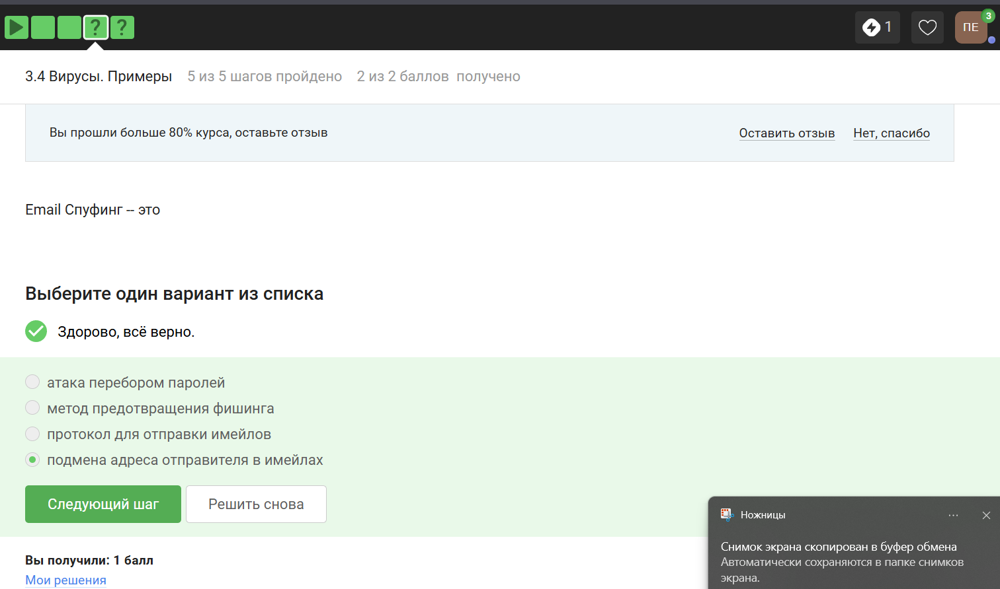 ? ? 1 ПЕ 3
3.4 Вирусы. Примеры 5 из 5 шагов пройдено 2 из 2 баллов получено
Вы прошли больше 80% курса, оставьте отзыв Оставить отзыв Нет, спасибо
Email Спуфинг -- это
Выберите один вариант из списка
Здорово, всё верно.
атака перебором паролей
метод предотвращения фишинга
протокол для отправки имейлов
подмена адреса отправителя в имейлах
Следующий шаг Решить снова
Ножницы
Снимок экрана скопирован в буфер обмена
Автоматически сохраняются в папке снимков
экрана.
Вы получили: 1 балл
Мои решения